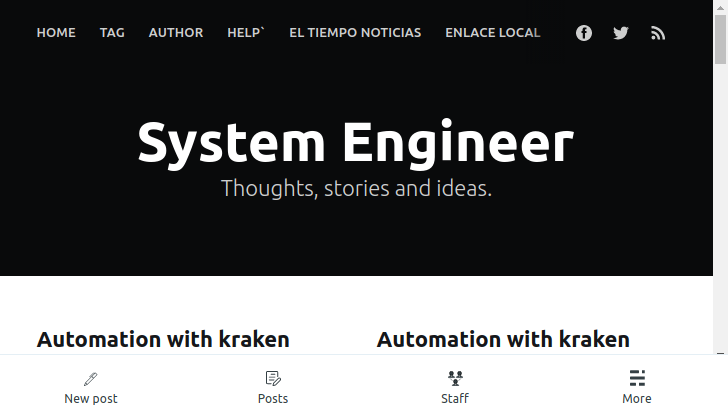 HOME TAG AUTHOR HELP` EL TIEMPO NOTICIAS ENLACE LOCAL
System Engineer
Thoughts, stories and ideas.
Automation with kraken Automation with kraken
New post Posts Staff More